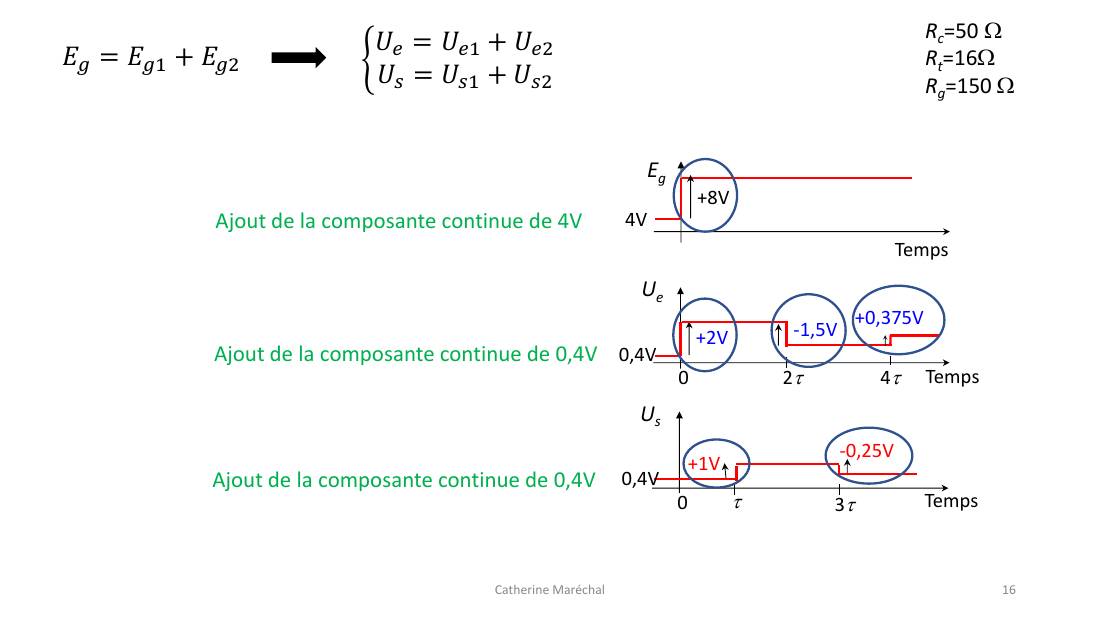 E_g = E_g1 + E_g2
U_e = U_e1 + U_e2
U_s = U_s1 + U_s2
R_c=50 Ω
R_t=16Ω
R_g=150 Ω
E_g
+8V
Ajout de la composante continue de 4V
4V
Temps
U_e
+2V
-1,5V
+0,375V
Ajout de la composante continue de 0,4V
0,4V
0
2τ
4τ
Temps
U_s
+1V
-0,25V
Ajout de la composante continue de 0,4V
0,4V
0
τ
3τ
Temps
Catherine Maréchal
16